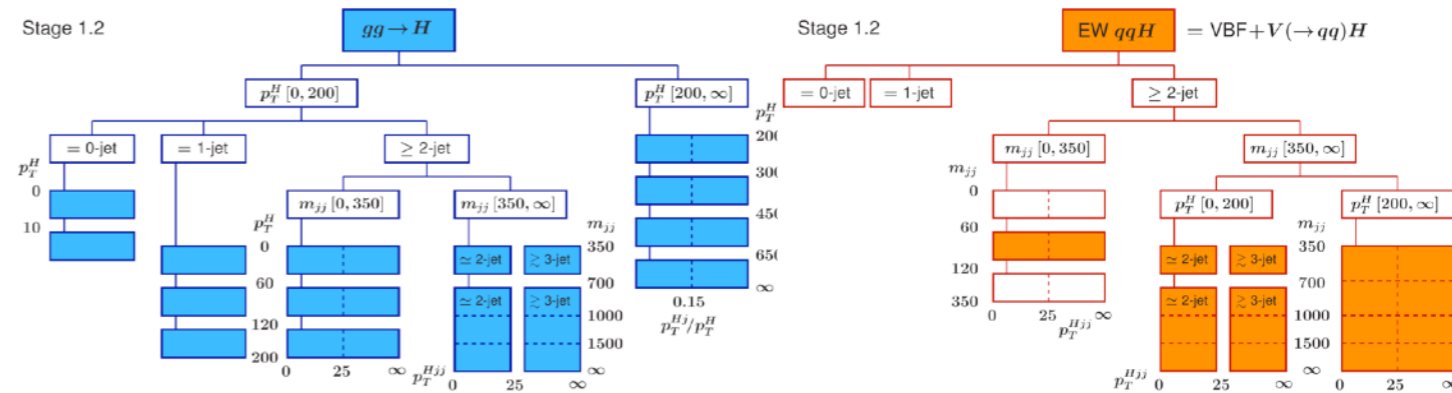 Stage 1.2
gg → H
p_T^H [0, 200]
p_T^H [200, ∞]
= 0-jet
= 1-jet
≥ 2-jet
p_T^H
0
10
m_jj [0, 350]
m_jj [350, ∞]
p_T^H
0
60
120
200
0 25 ∞
≃ 2-jet ≳ 3-jet
≃ 2-jet ≳ 3-jet
m_jj
350
700
1000
1500
∞
p_T^Hjj 0 25 ∞
p_T^H
200
300
450
650
∞
0.15
p_T^Hj/p_T^H
Stage 1.2
EW qqH = VBF+V(→ qq)H
= 0-jet
= 1-jet
≥ 2-jet
m_jj [0, 350]
m_jj [350, ∞]
m_jj
0
60
120
350
0 25 ∞
p_T^Hjj
p_T^H [0, 200]
p_T^H [200, ∞]
≃ 2-jet ≳ 3-jet
≃ 2-jet ≳ 3-jet
m_jj
350
700
1000
1500
∞
p_T^Hjj 0 25 ∞
0 25 ∞